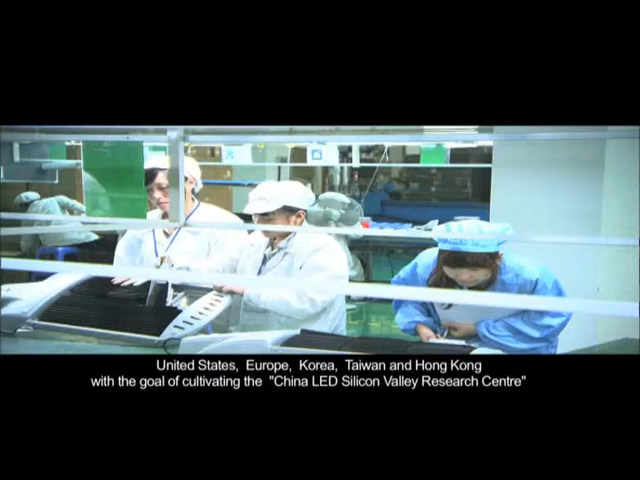 United States, Europe, Korea, Taiwan and Hong Kong
with the goal of cultivating the "China LED Silicon Valley Research Centre"